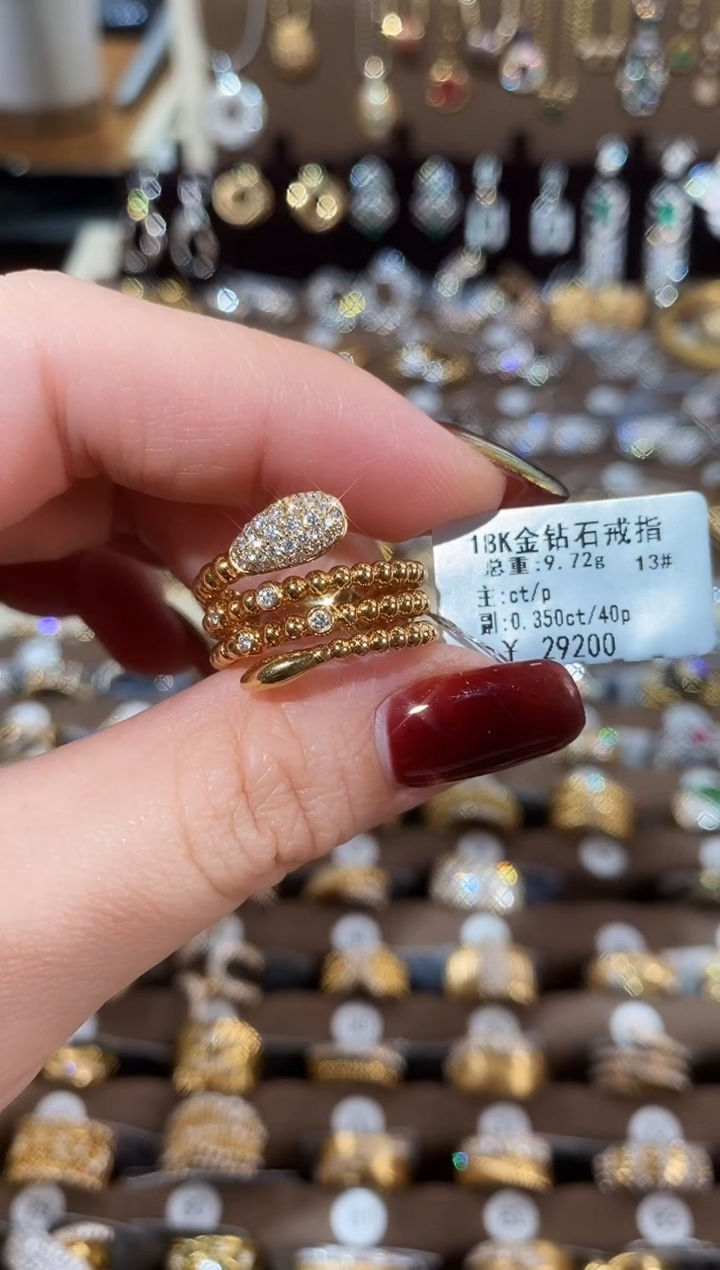 18K金钻石戒指
总重:9.72g 13#
主:ct/p
副:0.350ct/40p
¥ 29200